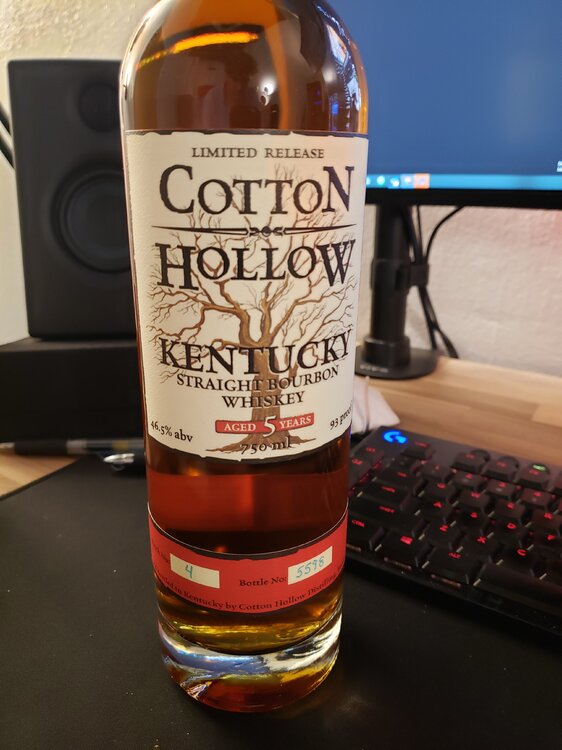 LIMITED RELEASE
COTTON
HOLLOW
KENTUCKY
STRAIGHT BOURBON
WHISKEY
AGED 5 YEARS
46.5% abv
93 proof
750 ml
4
Bottle No: 5598
in Kentucky by Cotton Hollow